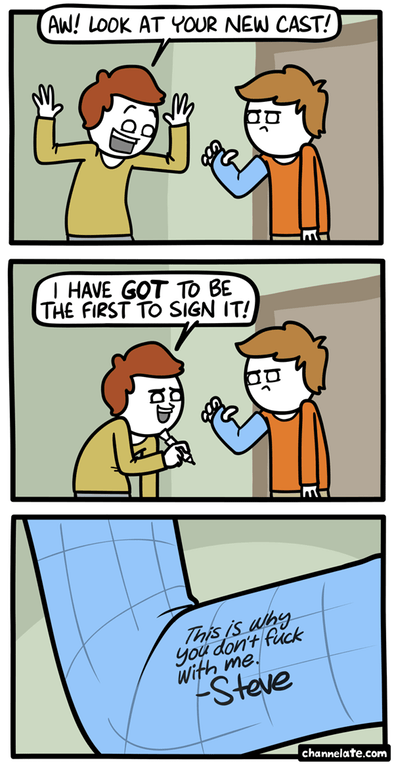 AW! LOOK AT YOUR NEW CAST!
I HAVE GOT TO BE
THE FIRST TO SIGN IT!
This is why
you don't fuck
with me.
-Steve
channelate.com